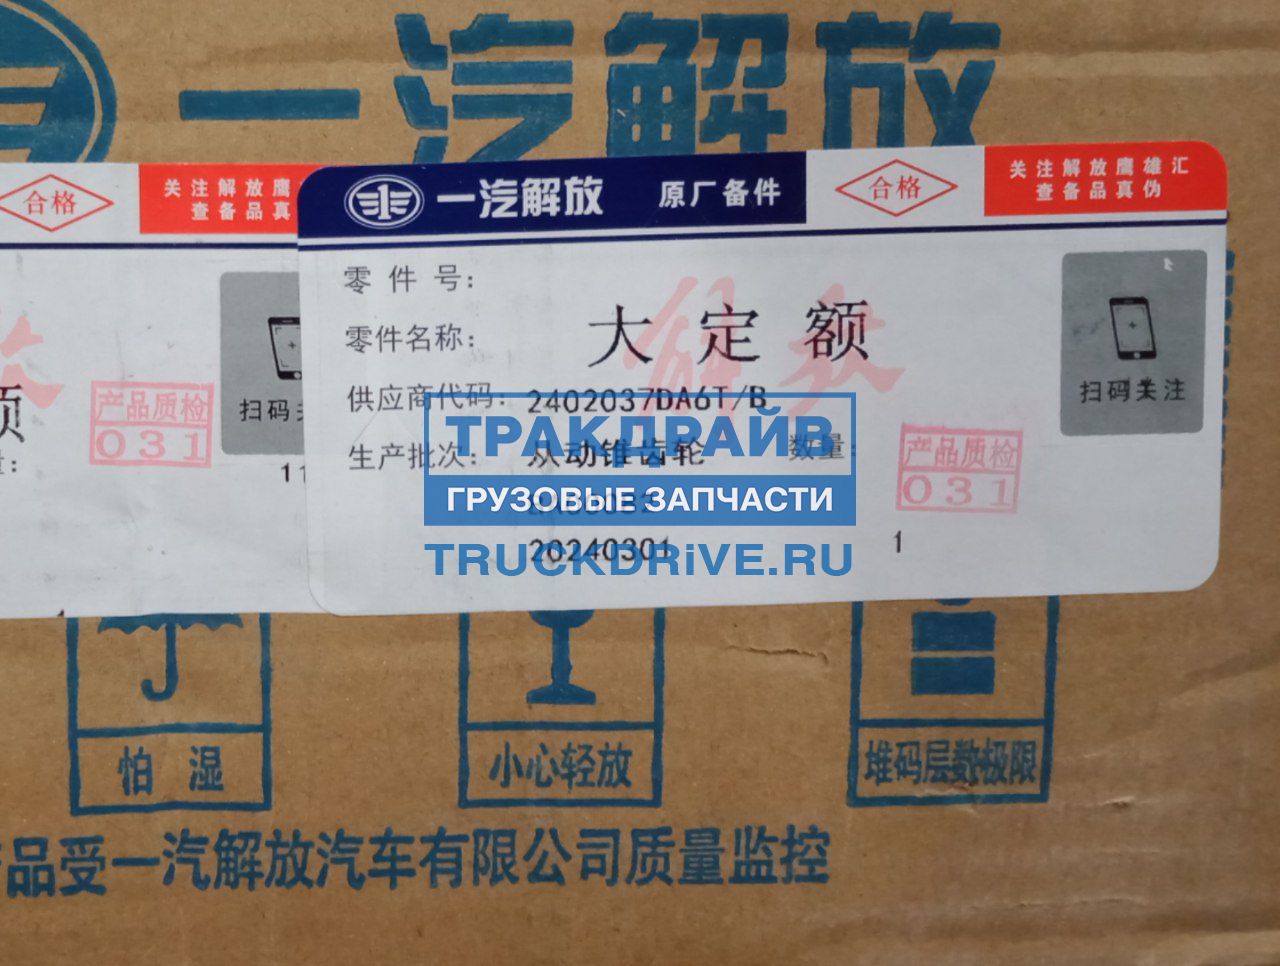 一汽解放
合格
关注解放鹰
查备品真
一汽解放 原厂备件
合格
关注解放鹰雄汇
查备品真伪
零件号:
零件名称:
大定额
供应商代码: 2402037DA6T/B
生产批次: 从动锥齿轮 数量:
20240301
1
扫码关注
产品质检
031
扫码
产品质检
031
11
ТРАКДРАЙВ
ГРУЗОВЫЕ ЗАПЧАСТИ
TRUCKDRiVE.RU
怕湿
小心轻放
堆码层数极限
品受一汽解放汽车有限公司质量监控